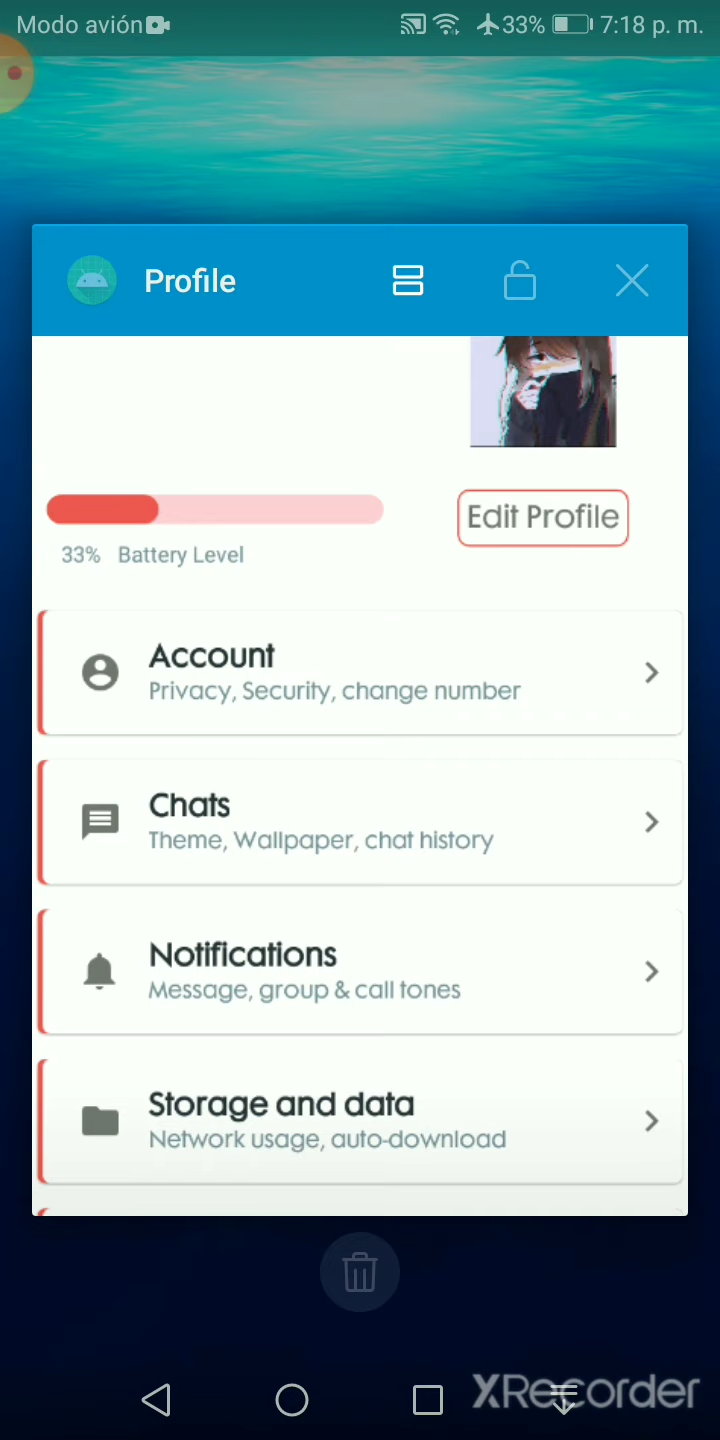 Modo avión 33% 7:18 p. m.
Profile
Edit Profile
33% Battery Level
Account
Privacy, Security, change number
Chats
Theme, Wallpaper, chat history
Notifications
Message, group & call tones
Storage and data
Network usage, auto-download
XRecorder